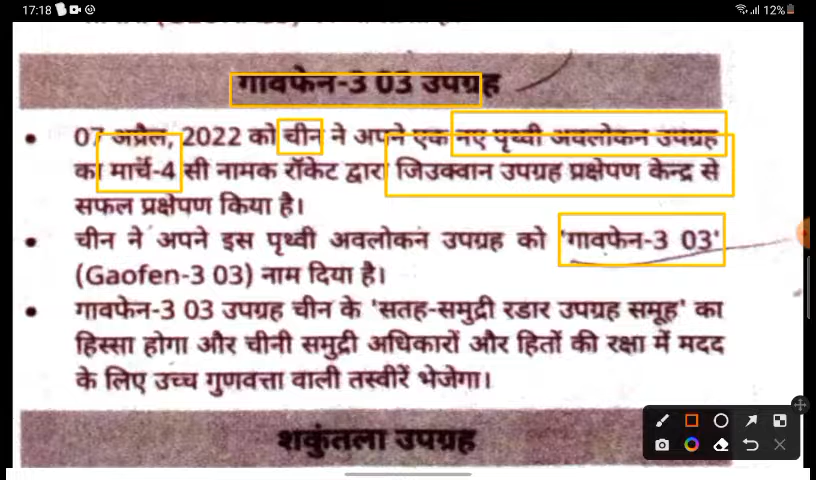 17:18
12%
गावफेन-3 03 उपग्रह
07 अप्रैल, 2022 को चीन ने अपने एक नए पृथ्वी अवलोकन उपग्रह
का मार्च-4 सी नामक रॉकेट द्वारा जिउक्वान उपग्रह प्रक्षेपण केन्द्र से
सफल प्रक्षेपण किया है।
चीन ने अपने इस पृथ्वी अवलोकन उपग्रह को 'गावफेन-3 03'
(Gaofen-3 03) नाम दिया है।
गावफेन-3 03 उपग्रह चीन के 'सतह-समुद्री रडार उपग्रह समूह' का
हिस्सा होगा और चीनी समुद्री अधिकारों और हितों की रक्षा में मदद
के लिए उच्च गुणवत्ता वाली तस्वीरें भेजेगा।
शकुंतला उपग्रह